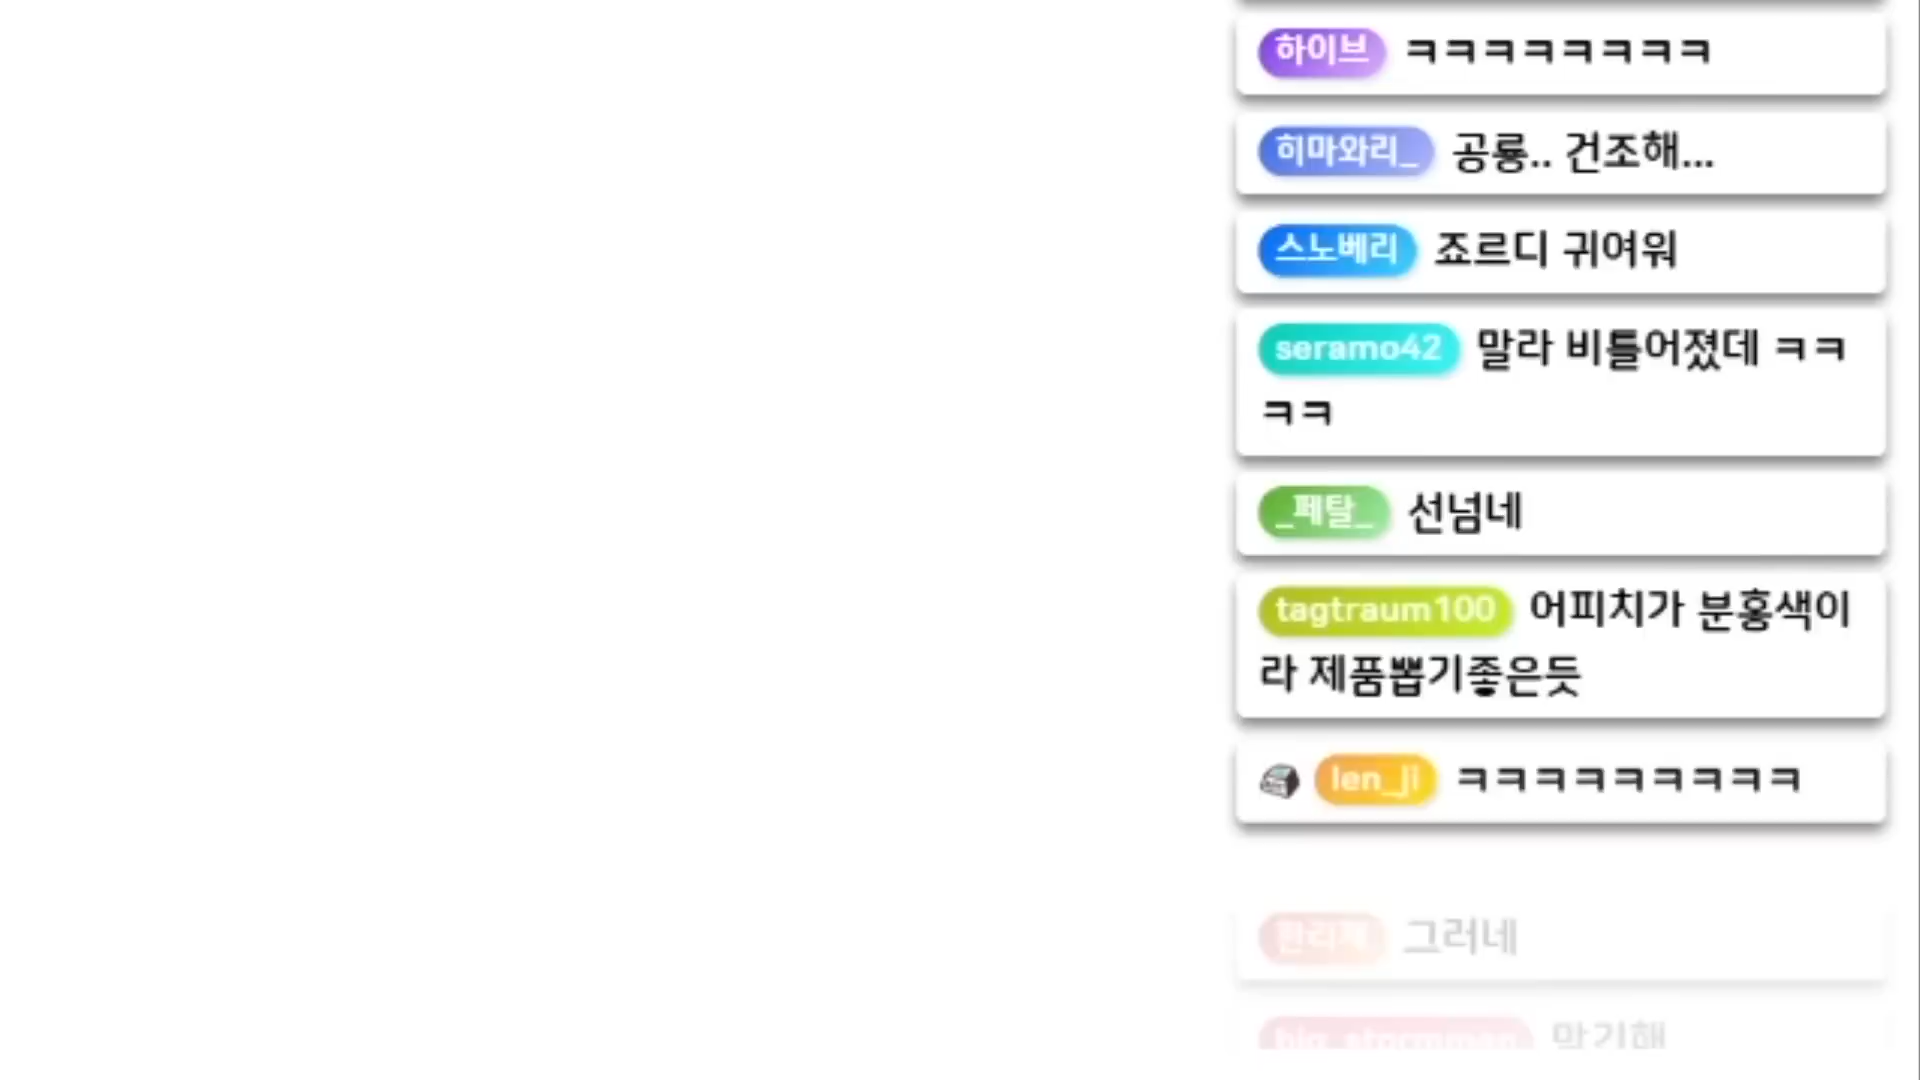 하이브 ㅋㅋㅋㅋㅋㅋㅋㅋ
히마와리_ 공룡.. 건조해...
스노베리 죠르디 귀여워
seramo42 말라 비틀어졌데 ㅋㅋ
ㅋㅋ
_페탈_ 선넘네
tagtraum100 어피치가 분홍색이
라 제품뽑기좋은듯
len_ji ㅋㅋㅋㅋㅋㅋㅋㅋㅋ
그러네